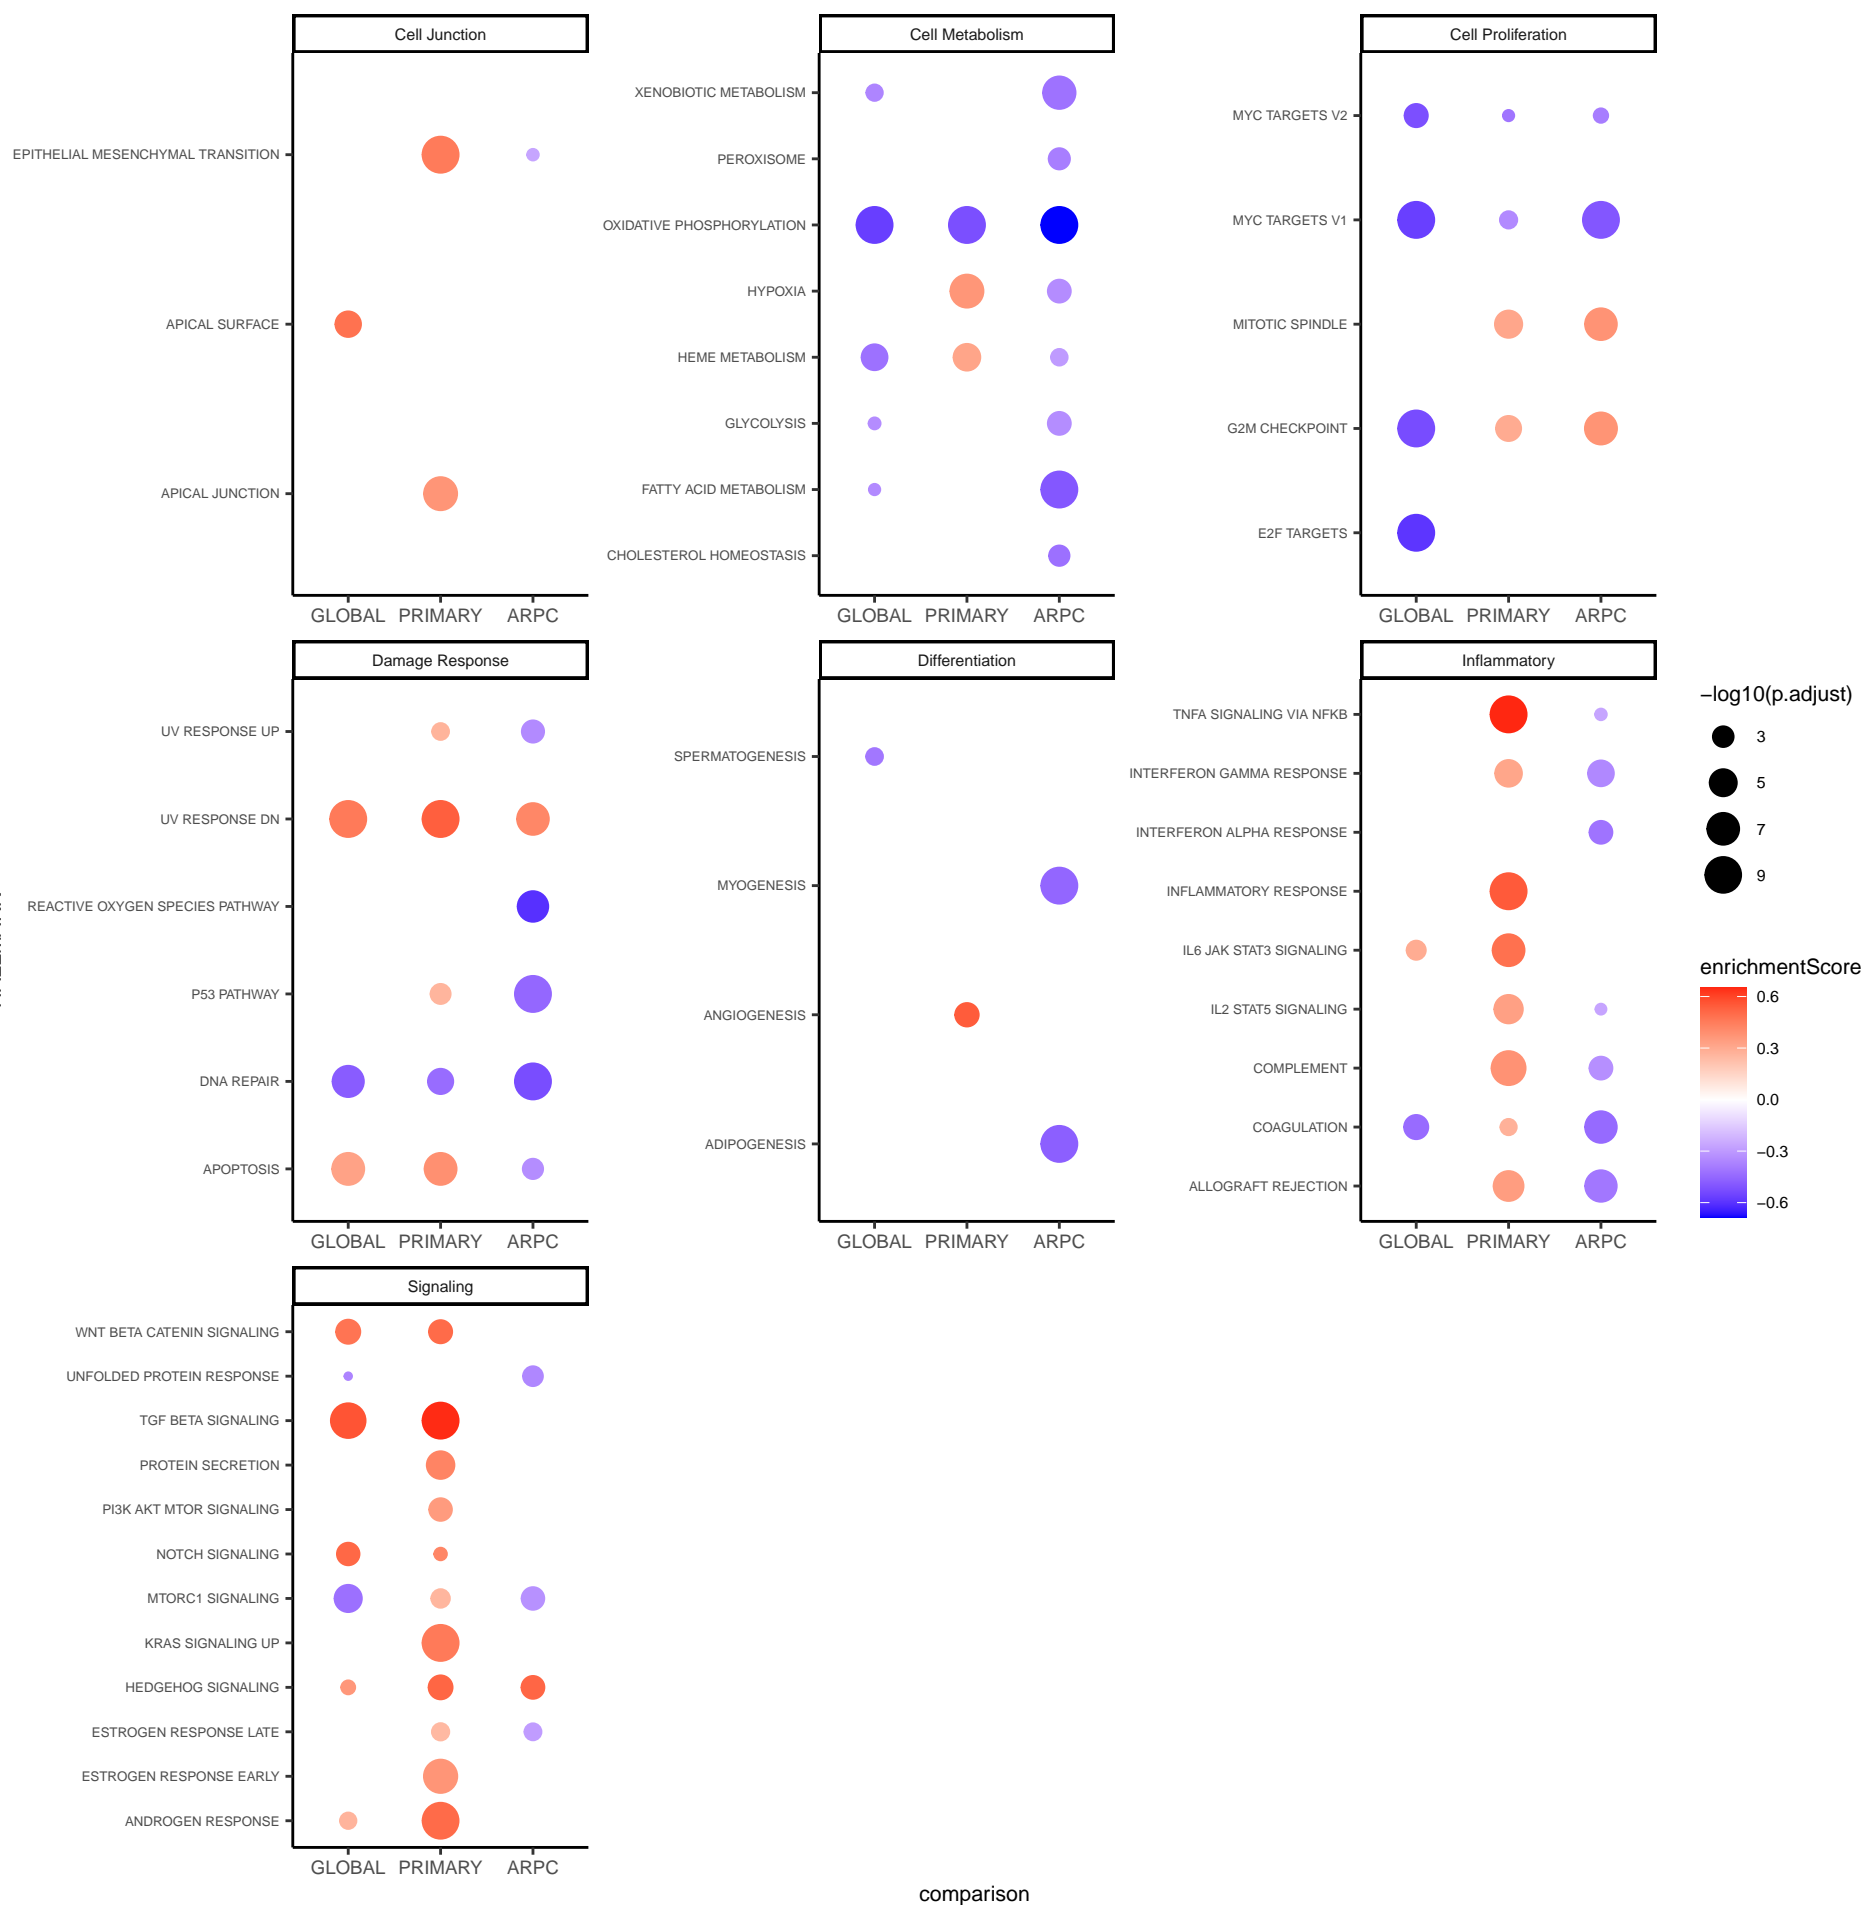 Cell Junction
EPITHELIAL MESENCHYMAL TRANSITION
APICAL SURFACE
APICAL JUNCTION
GLOBAL PRIMARY ARPC
Cell Metabolism
XENOBIOTIC METABOLISM
PEROXISOME
OXIDATIVE PHOSPHORYLATION
HYPOXIA
HEME METABOLISM
GLYCOLYSIS
FATTY ACID METABOLISM
CHOLESTEROL HOMEOSTASIS
GLOBAL PRIMARY ARPC
Cell Proliferation
MYC TARGETS V2
MYC TARGETS V1
MITOTIC SPINDLE
G2M CHECKPOINT
E2F TARGETS
GLOBAL PRIMARY ARPC
Damage Response
UV RESPONSE UP
UV RESPONSE DN
REACTIVE OXYGEN SPECIES PATHWAY
P53 PATHWAY
DNA REPAIR
APOPTOSIS
GLOBAL PRIMARY ARPC
Differentiation
SPERMATOGENESIS
MYOGENESIS
ANGIOGENESIS
ADIPOGENESIS
GLOBAL PRIMARY ARPC
Inflammatory
TNFA SIGNALING VIA NFKB
INTERFERON GAMMA RESPONSE
INTERFERON ALPHA RESPONSE
INFLAMMATORY RESPONSE
IL6 JAK STAT3 SIGNALING
IL2 STAT5 SIGNALING
COMPLEMENT
COAGULATION
ALLOGRAFT REJECTION
GLOBAL PRIMARY ARPC
−log10(p.adjust)
3
5
7
9
enrichmentScore
0.6
0.3
0.0
−0.3
−0.6
Signaling
WNT BETA CATENIN SIGNALING
UNFOLDED PROTEIN RESPONSE
TGF BETA SIGNALING
PROTEIN SECRETION
PI3K AKT MTOR SIGNALING
NOTCH SIGNALING
MTORC1 SIGNALING
KRAS SIGNALING UP
HEDGEHOG SIGNALING
ESTROGEN RESPONSE LATE
ESTROGEN RESPONSE EARLY
ANDROGEN RESPONSE
GLOBAL PRIMARY ARPC
comparison